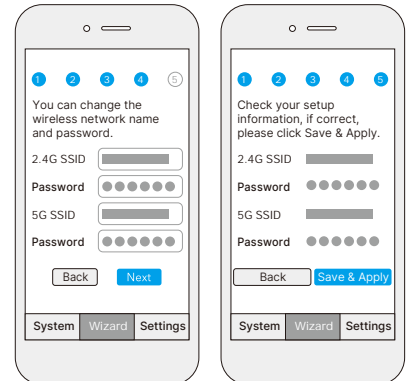 1 2 3 4 5
You can change the
wireless network name
and password.
2.4G SSID
Password
5G SSID
Password
Back Next
System Wizard Settings
1 2 3 4 5
Check your setup
information, if correct,
please click Save & Apply.
2.4G SSID
Password
5G SSID
Password
Back Save & Apply
System Wizard Settings